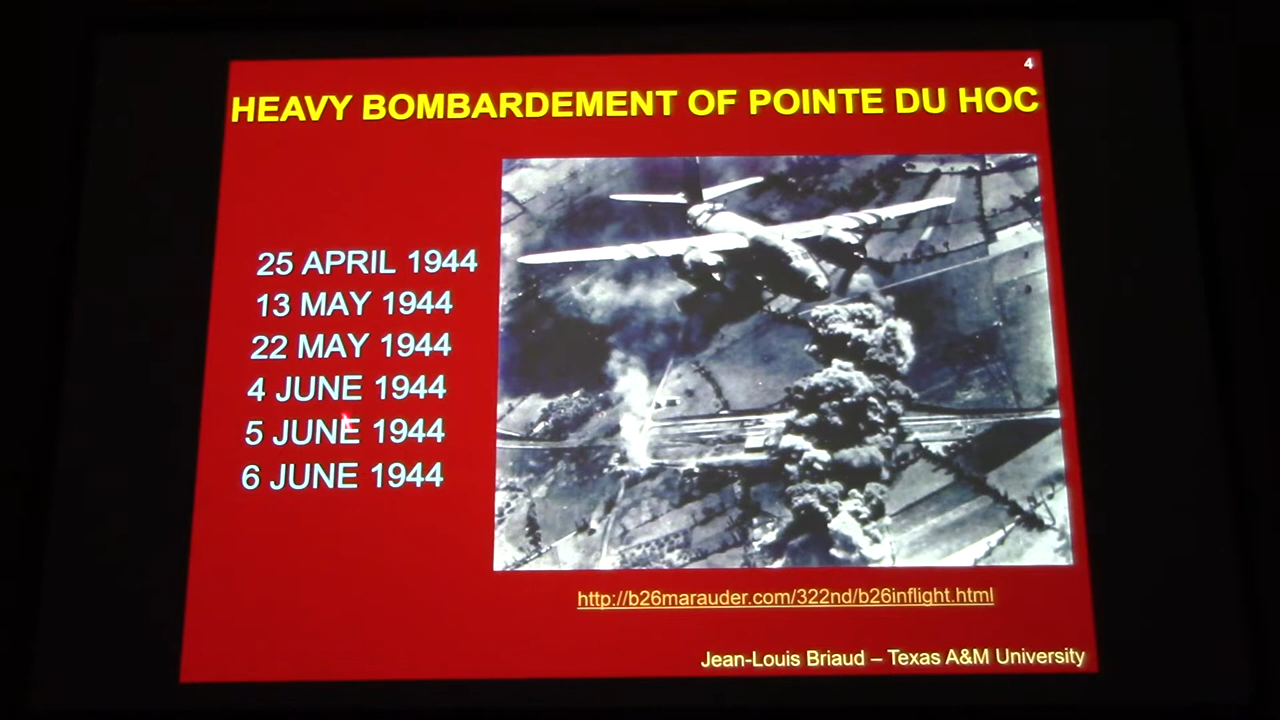 4
HEAVY BOMBARDEMENT OF POINTE DU HOC
25 APRIL 1944
13 MAY 1944
22 MAY 1944
4 JUNE 1944
5 JUNE 1944
6 JUNE 1944
http://b26marauder.com/322nd/b26inflight.html
Jean-Louis Briaud – Texas A&M University